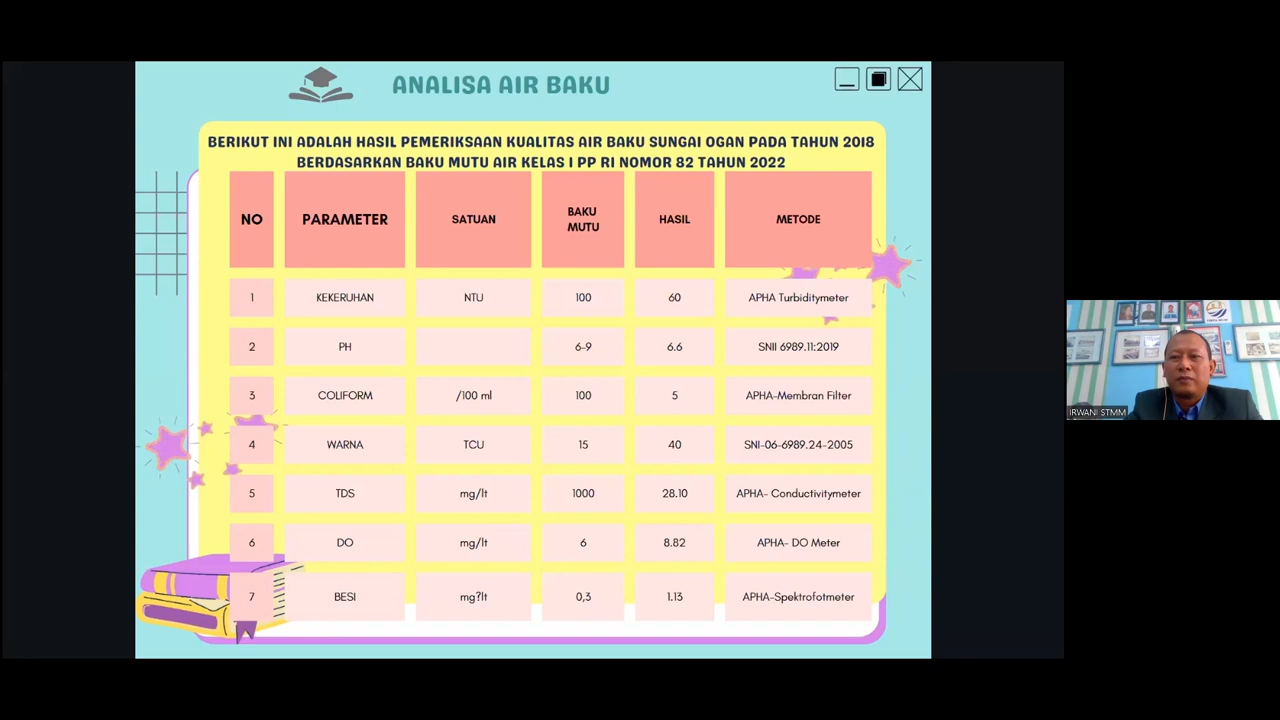 ANALISA AIR BAKU
BERIKUT INI ADALAH HASIL PEMERIKSAAN KUALITAS AIR BAKU SUNGAI OGAN PADA TAHUN 2018
BERDASARKAN BAKU MUTU AIR KELAS I PP RI NOMOR 82 TAHUN 2022
NO PARAMETER SATUAN BAKU MUTU HASIL METODE
1 KEKERUHAN NTU 100 60 APHA Turbiditymeter
2 PH 6-9 6.6 SNII 6989.11:2019
3 COLIFORM /100 ml 100 5 APHA-Membran Filter
4 WARNA TCU 15 40 SNI-06-6989.24-2005
5 TDS mg/lt 1000 28.10 APHA- Conductivitymeter
6 DO mg/lt 6 8.82 APHA- DO Meter
7 BESI mg?lt 0,3 1.13 APHA-Spektrofotmeter
IRWANI STMM